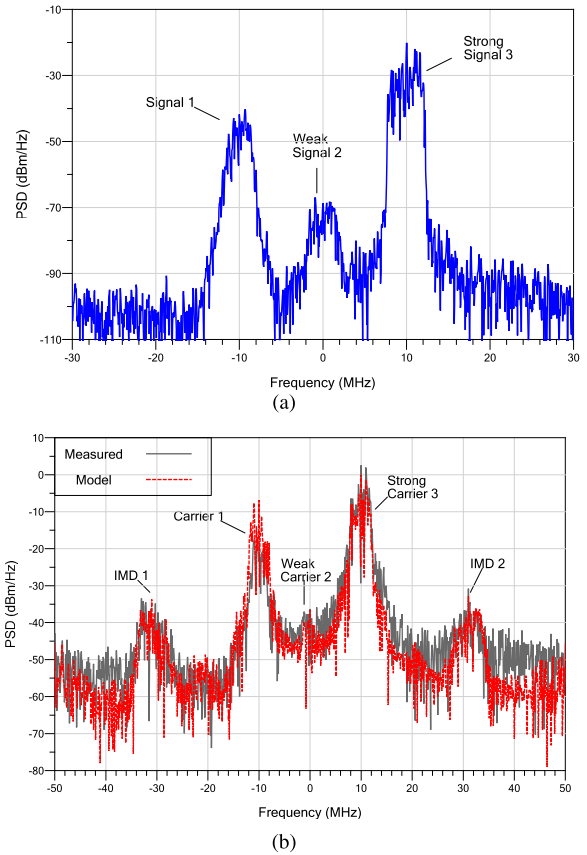 -10
-40
-50
-70
-90
-110
PSD (dBm/Hz)
Signal 1
Weak
Signal 2
Strong
Signal 3
-30
-20
-10
0
10
20
30
Frequency (MHz)
(a)
10
0
-10
-20
-30
-40
-50
-60
-70
-80
PSD (dBm/Hz)
Measured
Model
Carrier 1
Strong
Carrier 3
IMD 1
Weak
Carrier 2
IMD 2
-50
-40
-30
-20
-10
0
10
20
30
40
50
Frequency (MHz)
(b)